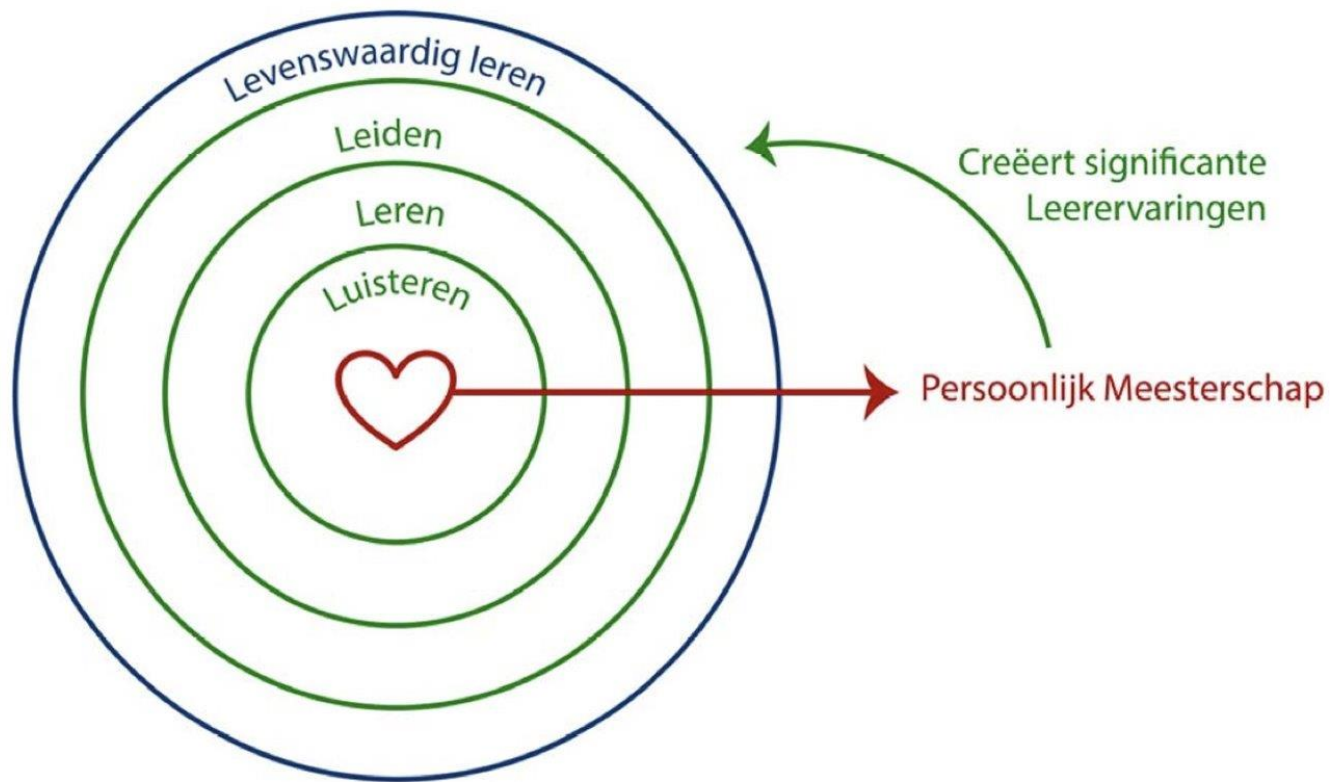 Levenswaardig leren
Leiden
Leren
Luisteren
Creëert significante
Leerervaringen
Persoonlijk Meesterschap